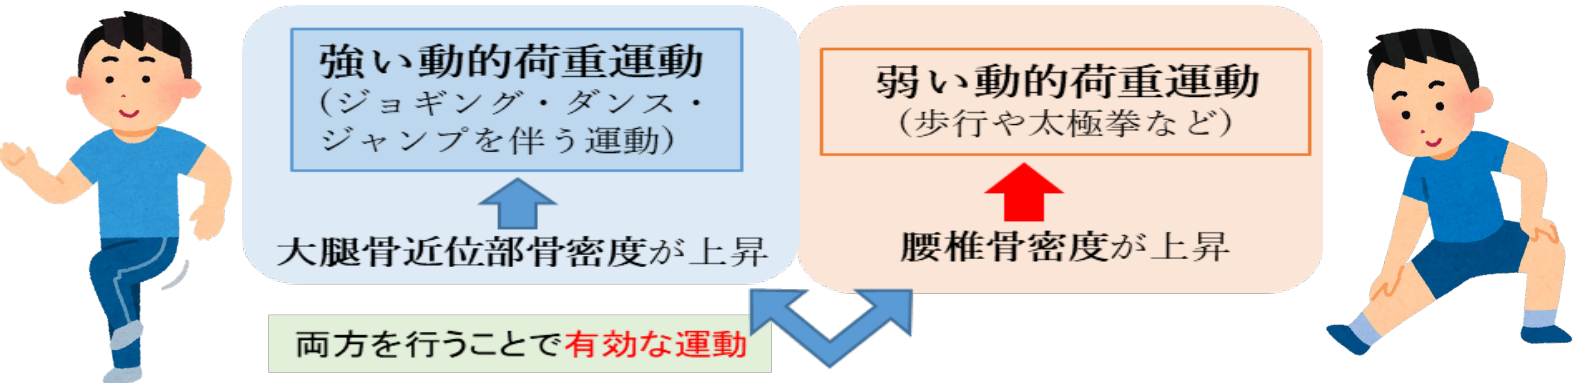 強い動的荷重運動
(ジョギング・ダンス・
ジャンプを伴う運動)
大腿骨近位部骨密度が上昇
弱い動的荷重運動
(歩行や太極拳など)
腰椎骨密度が上昇
両方を行うことで有効な運動